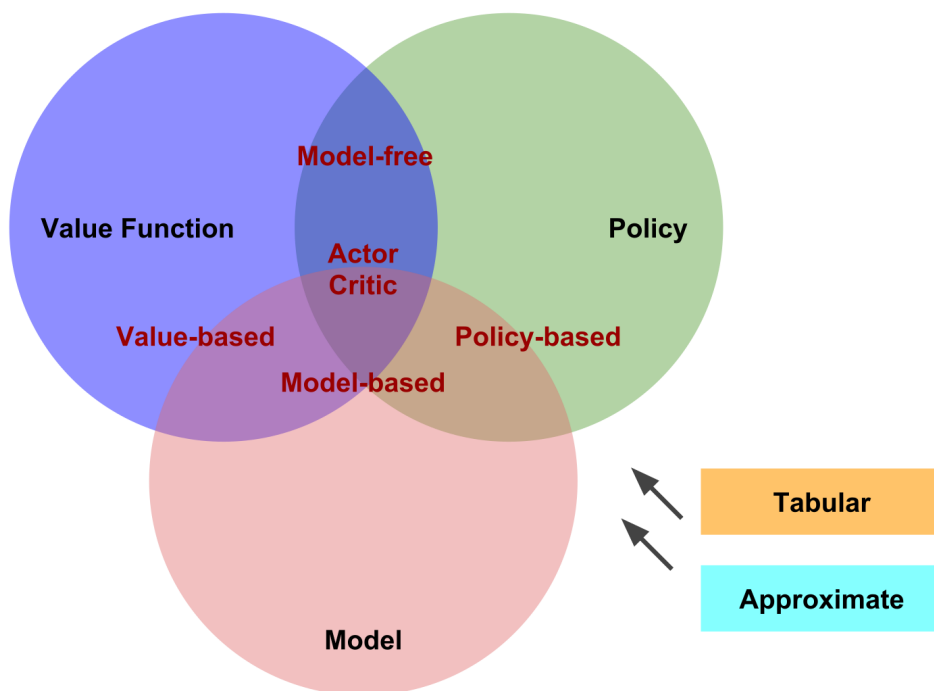 Model-free
Value Function
Policy
Actor
Critic
Value-based
Policy-based
Model-based
Tabular
Approximate
Model